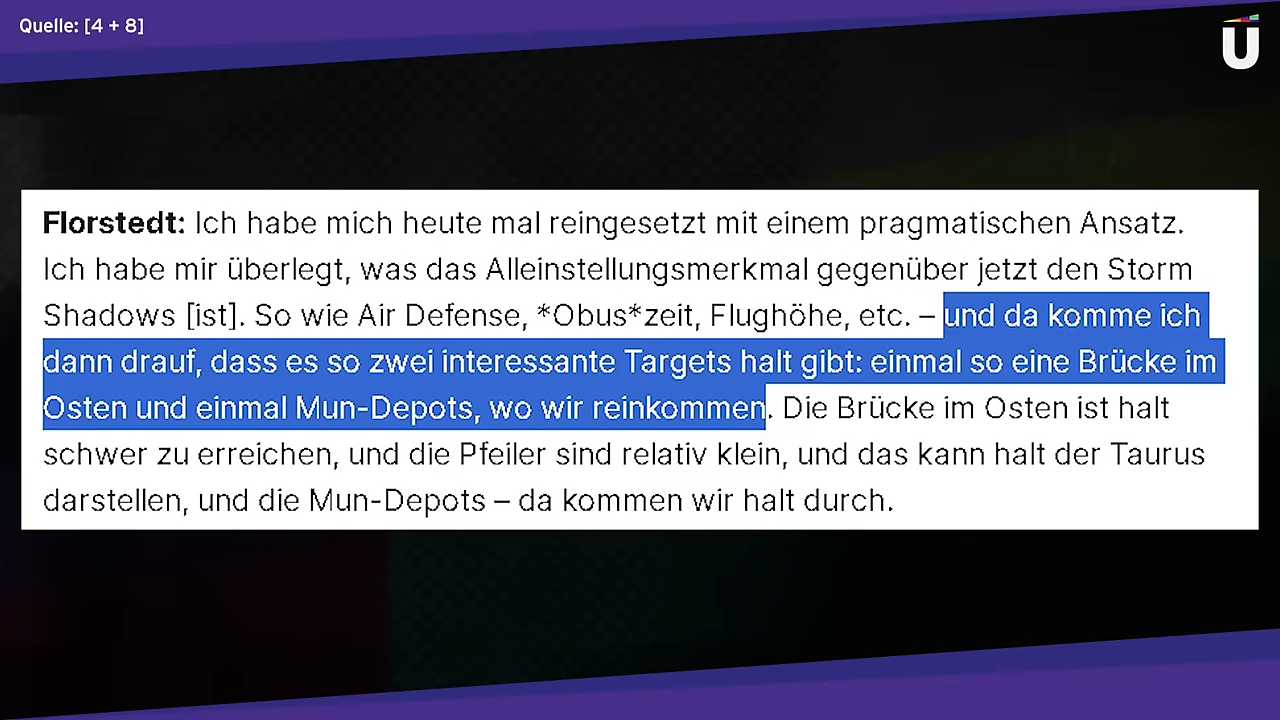 Quelle: [4 + 8]
Ü
Florstedt: Ich habe mich heute mal reingesetzt mit einem pragmatischen Ansatz.
Ich habe mir überlegt, was das Alleinstellungsmerkmal gegenüber jetzt den Storm
Shadows [ist]. So wie Air Defense, *Obus*zeit, Flughöhe, etc. – und da komme ich
dann drauf, dass es so zwei interessante Targets halt gibt: einmal so eine Brücke im
Osten und einmal Mun-Depots, wo wir reinkommen. Die Brücke im Osten ist halt
schwer zu erreichen, und die Pfeiler sind relativ klein, und das kann halt der Taurus
darstellen, und die Mun-Depots – da kommen wir halt durch.